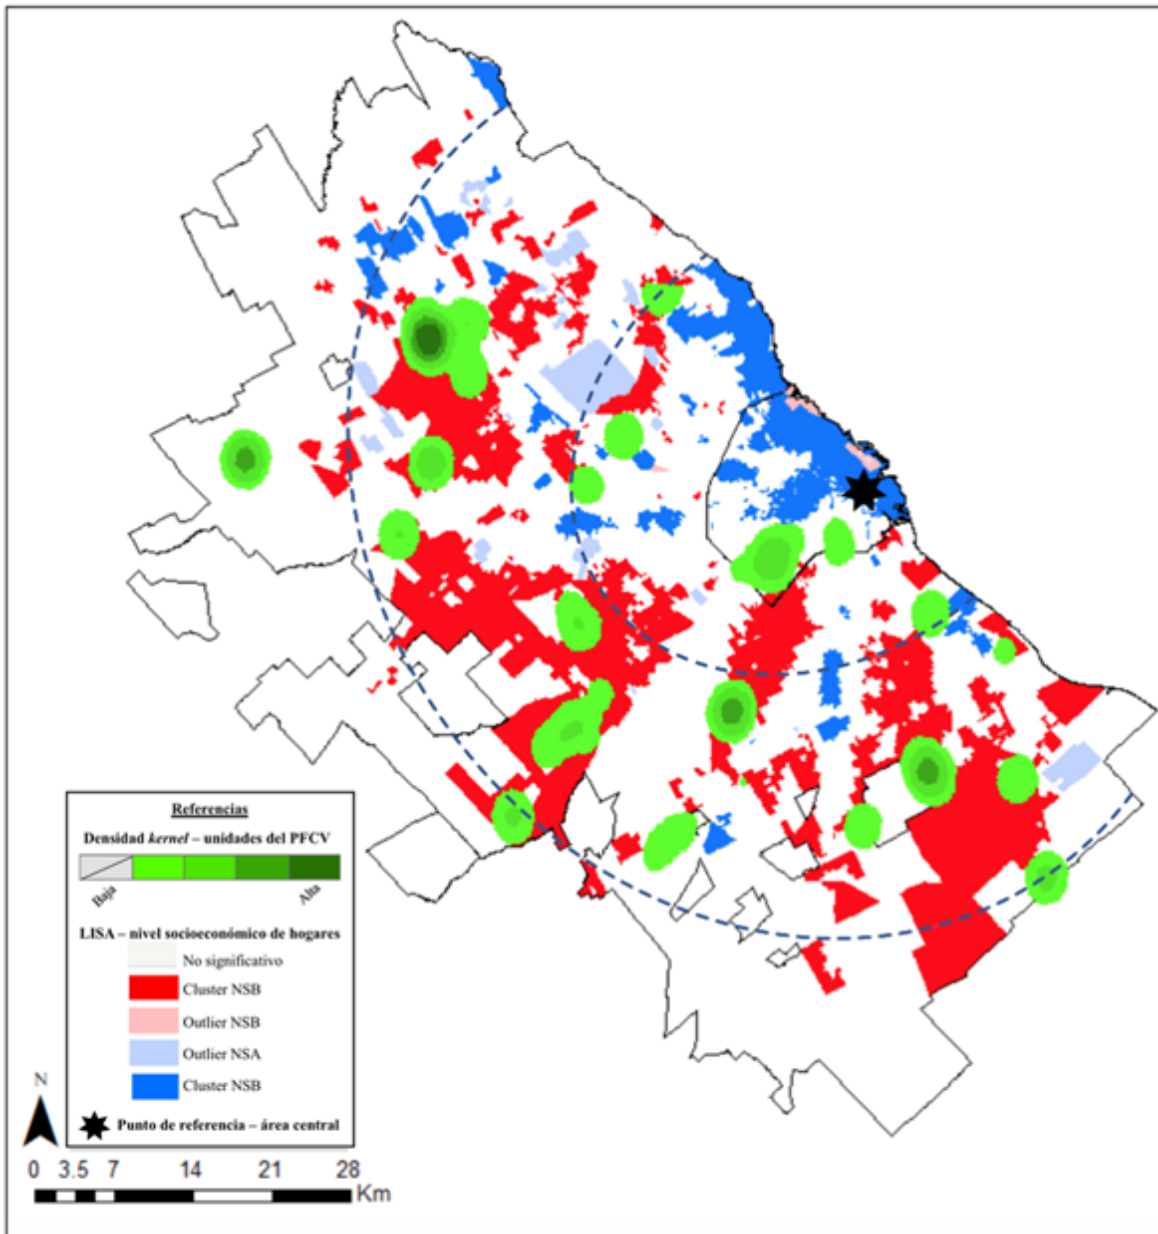 Referencias
Densidad kernel – unidades del PFCV
Baja
Alta
LISA – nivel socioeconómico de hogares
No significativo
Cluster NSB
Outlier NSB
Outlier NSA
Cluster NSB
Punto de referencia – área central
N
0 3.5 7 14 21 28
Km